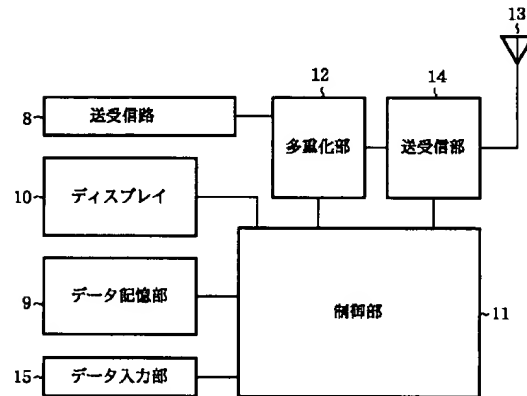 13
12
14
8
送受信路
多重化部
送受信部
10
ディスプレイ
9
データ記憶部
制御部
11
15
データ入力部